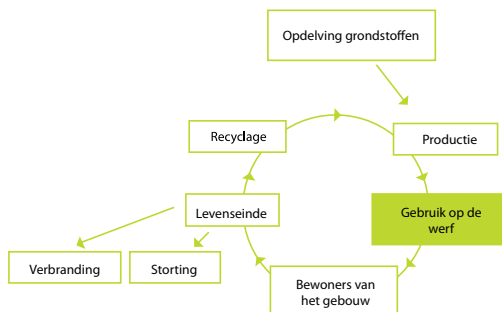 Opdelving grondstoffen
Recyclage
Productie
Levenseinde
Gebruik op de
werf
Verbranding
Storting
Bewoners van
het gebouw